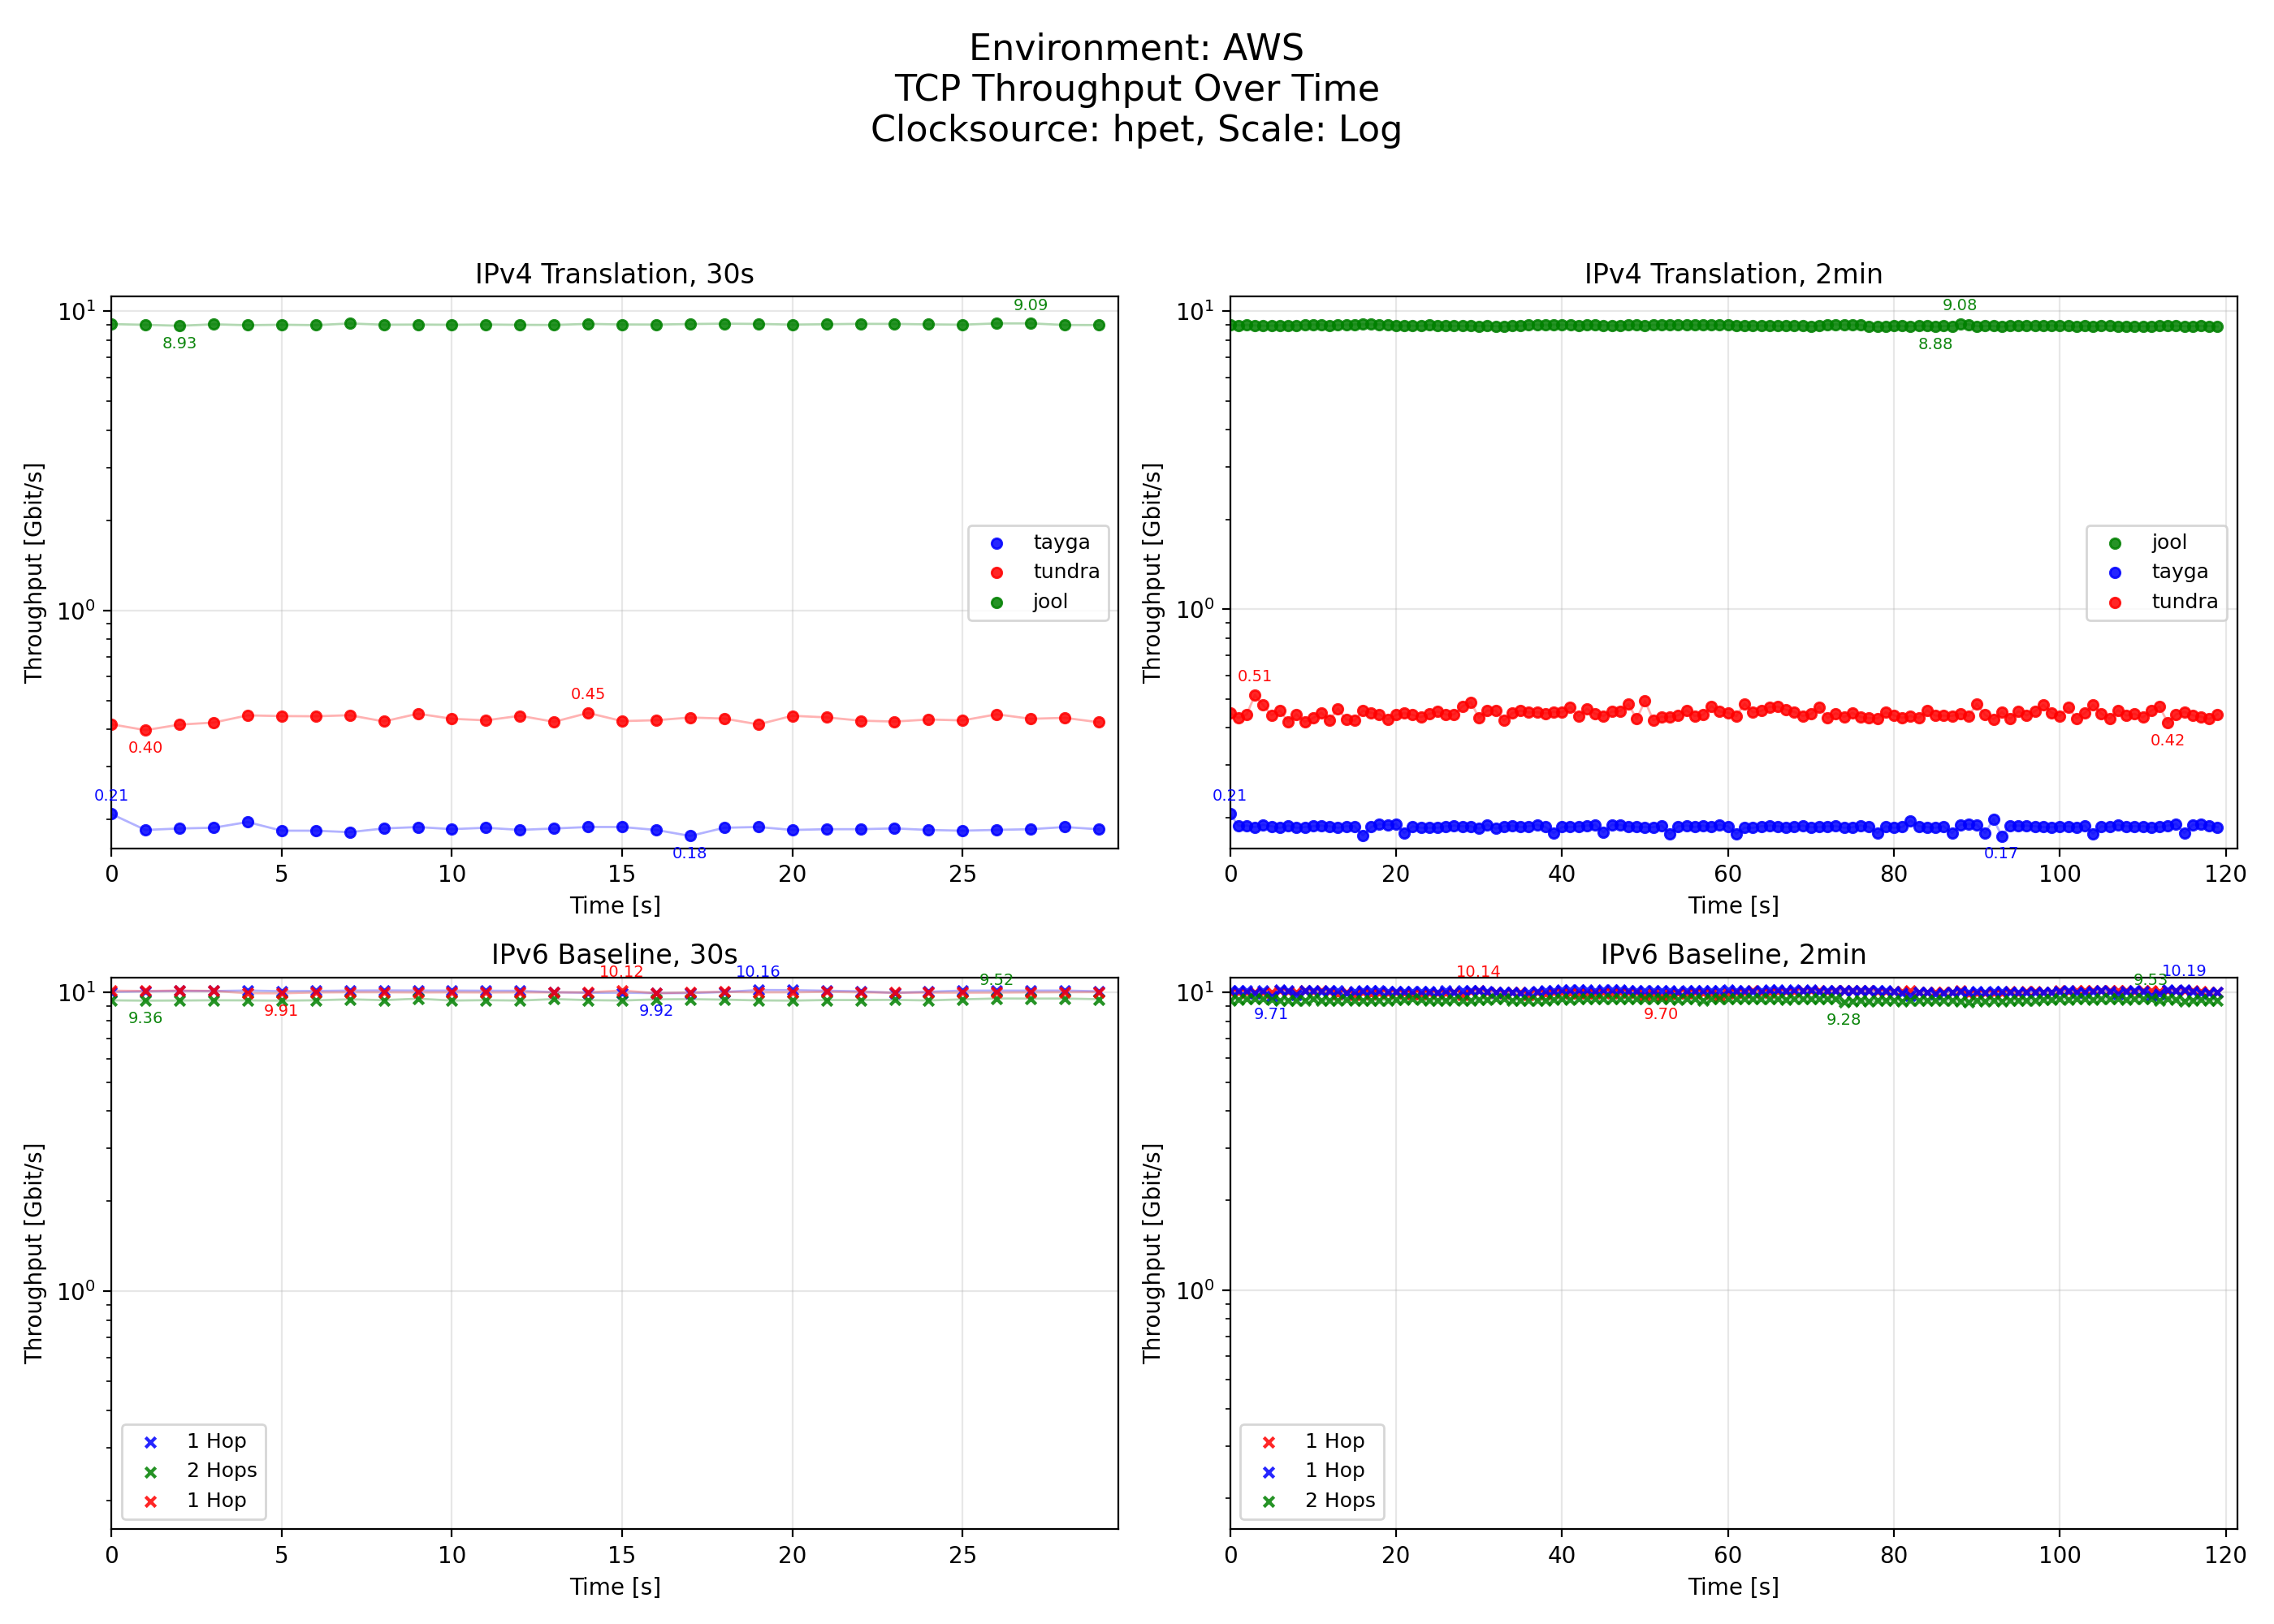 Environment: AWS
TCP Throughput Over Time
Clocksource: hpet, Scale: Log
IPv4 Translation, 30s
Throughput [Gbit/s]
10¹
10⁰
9.09
8.93
tayga
tundra
jool
0.45
0.40
0.21
0.18
0 5 10 15 20 25
Time [s]
IPv4 Translation, 2min
Throughput [Gbit/s]
10¹
10⁰
9.08
8.88
jool
tayga
tundra
0.51
0.42
0.21
0.17
0 20 40 60 80 100 120
Time [s]
IPv6 Baseline, 30s
Throughput [Gbit/s]
10¹
10⁰
10.12
10.16
9.52
9.36
9.91
9.92
1 Hop
2 Hops
1 Hop
0 5 10 15 20 25
Time [s]
IPv6 Baseline, 2min
Throughput [Gbit/s]
10¹
10⁰
10.14
9.53
10.19
9.71
9.70
9.28
1 Hop
1 Hop
2 Hops
0 20 40 60 80 100 120
Time [s]